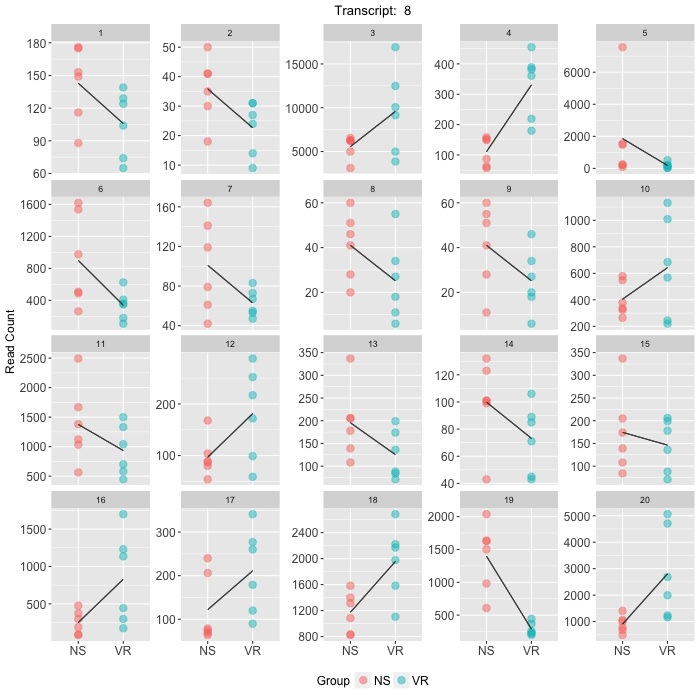 Transcript: 8
1 2 3 4 5
180 50 15000 400 6000
150 40 10000 300 4000
120 30 5000 200 2000
90 20 100 0
60 10
6 7 8 9 10
1600 160 60 60 1000
1200 120 40 40 800
800 80 20 20 600
400 40 400
200
Read Count
11 12 13 14 15
2500 200 350 120 350
2000 100 300 100 300
1500 250 80 250
1000 200 60 200
500 150 40 150
100 100
16 17 18 19 20
1500 300 2400 2000 5000
1000 200 2000 1500 4000
500 100 1600 1000 3000
1200 500 2000
800 1000
NS VR NS VR NS VR NS VR NS VR
Group NS VR